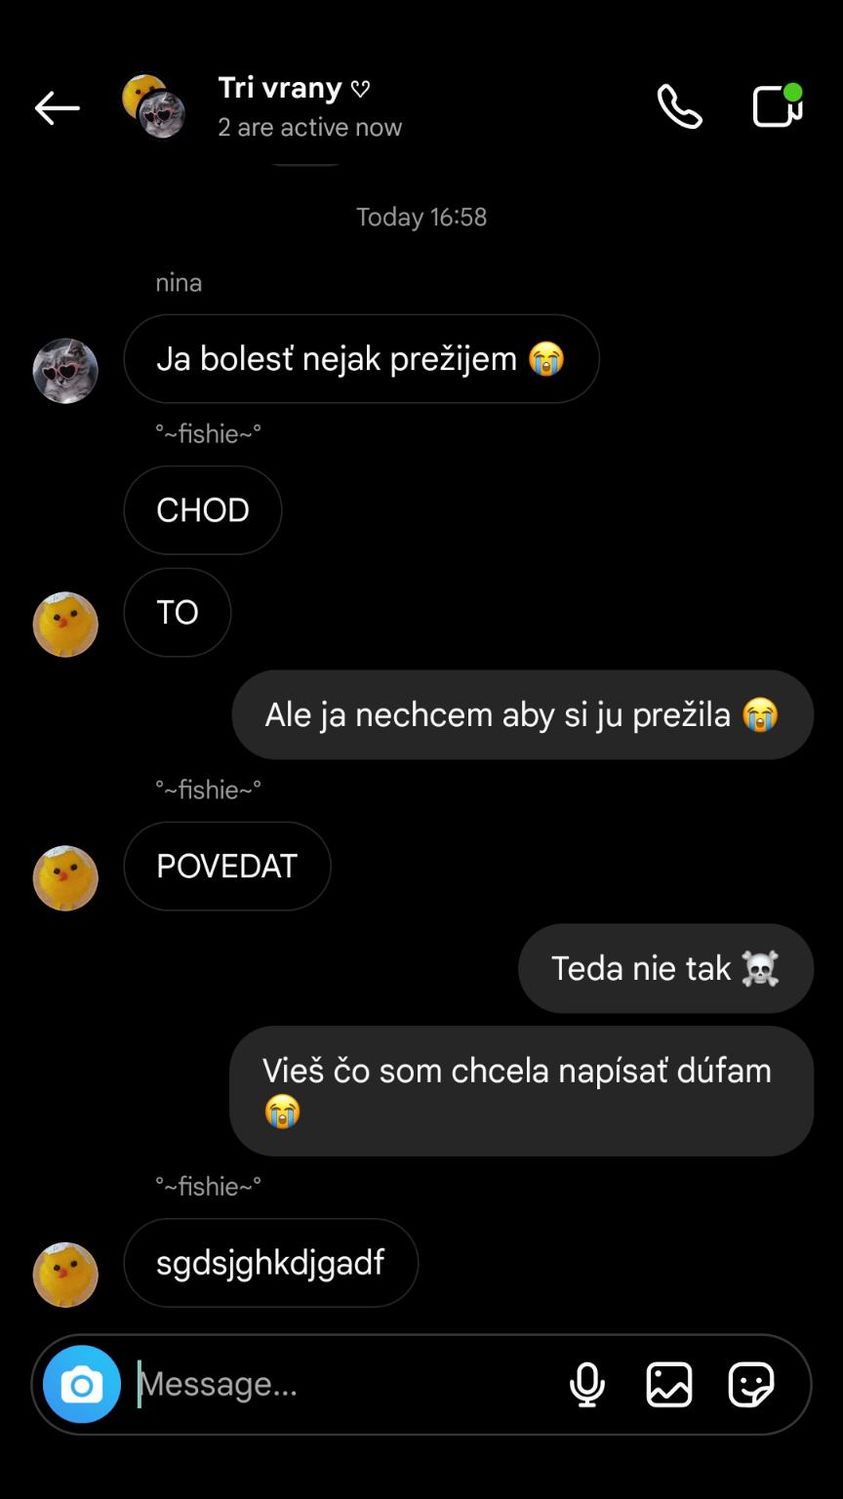 Tri vrany ♡
2 are active now
Today 16:58
nina
Ja bolesť nejak prežijem 😭
°~fishie~°
CHOD
TO
Ale ja nechcem aby si ju prežila 😭
°~fishie~°
POVEDAT
Teda nie tak ☠️
Vieš čo som chcela napísať dúfam
😭
°~fishie~°
sgdsjghkdjgadf
Message...